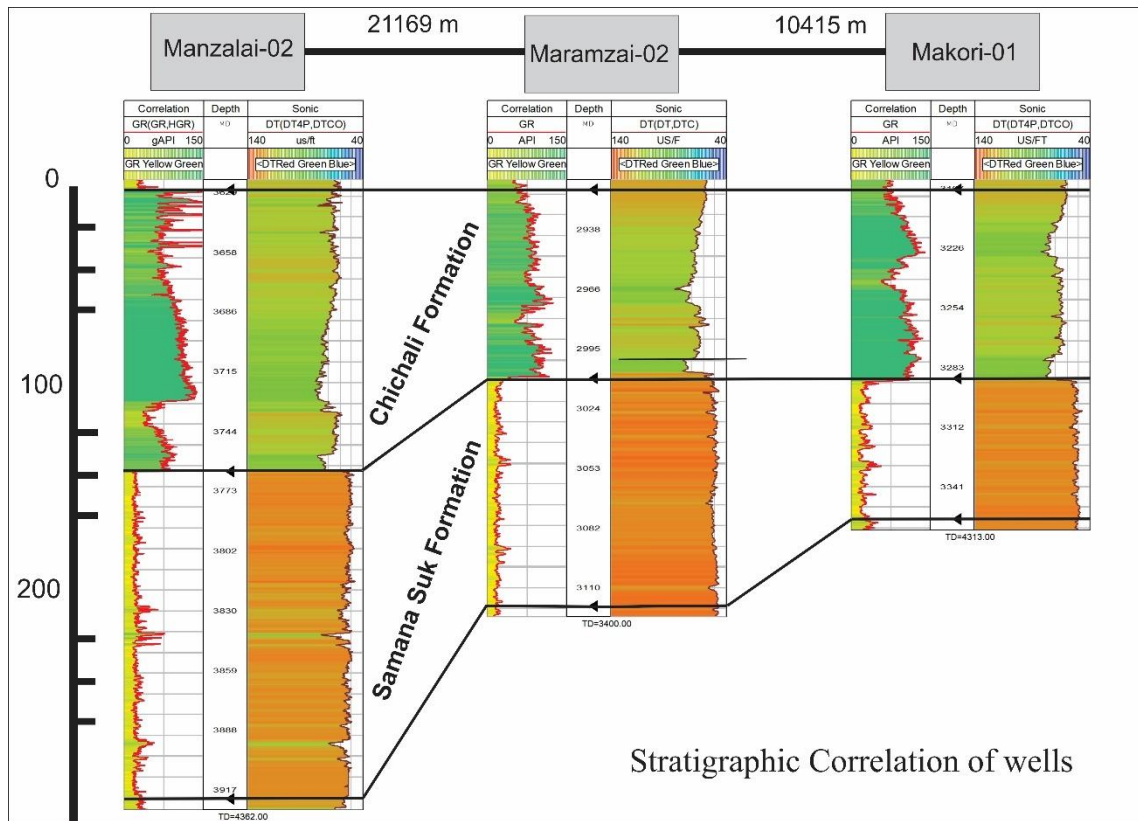 21169 m
10415 m
Manzalai-02
Maramzai-02
Makori-01
Correlation Depth Sonic
GR(GR,HGR) MD DT(DT4P,DTCO)
0 gAPI 150 140 us/ft 40
GR Yellow Green <DTRed Green Blue>
Correlation Depth Sonic
GR MD DT(DT,DTC)
0 API 150 140 US/F 40
GR Yellow Green <DTRed Green Blue>
Correlation Depth Sonic
GR MD DT(DT4P,DTCO)
0 API 150 140 US/FT 40
GR Yellow Green <DTRed Green Blue>
0
100
200
3658
3686
3715
3744
3773
3802
3830
3859
3888
3917
TD=4362.00
Chichali Formation
Samana Suk Formation
2938
2966
2995
3024
3053
3082
3110
TD=3400.00
3226
3254
3283
3312
3341
TD=4313.00
Stratigraphic Correlation of wells